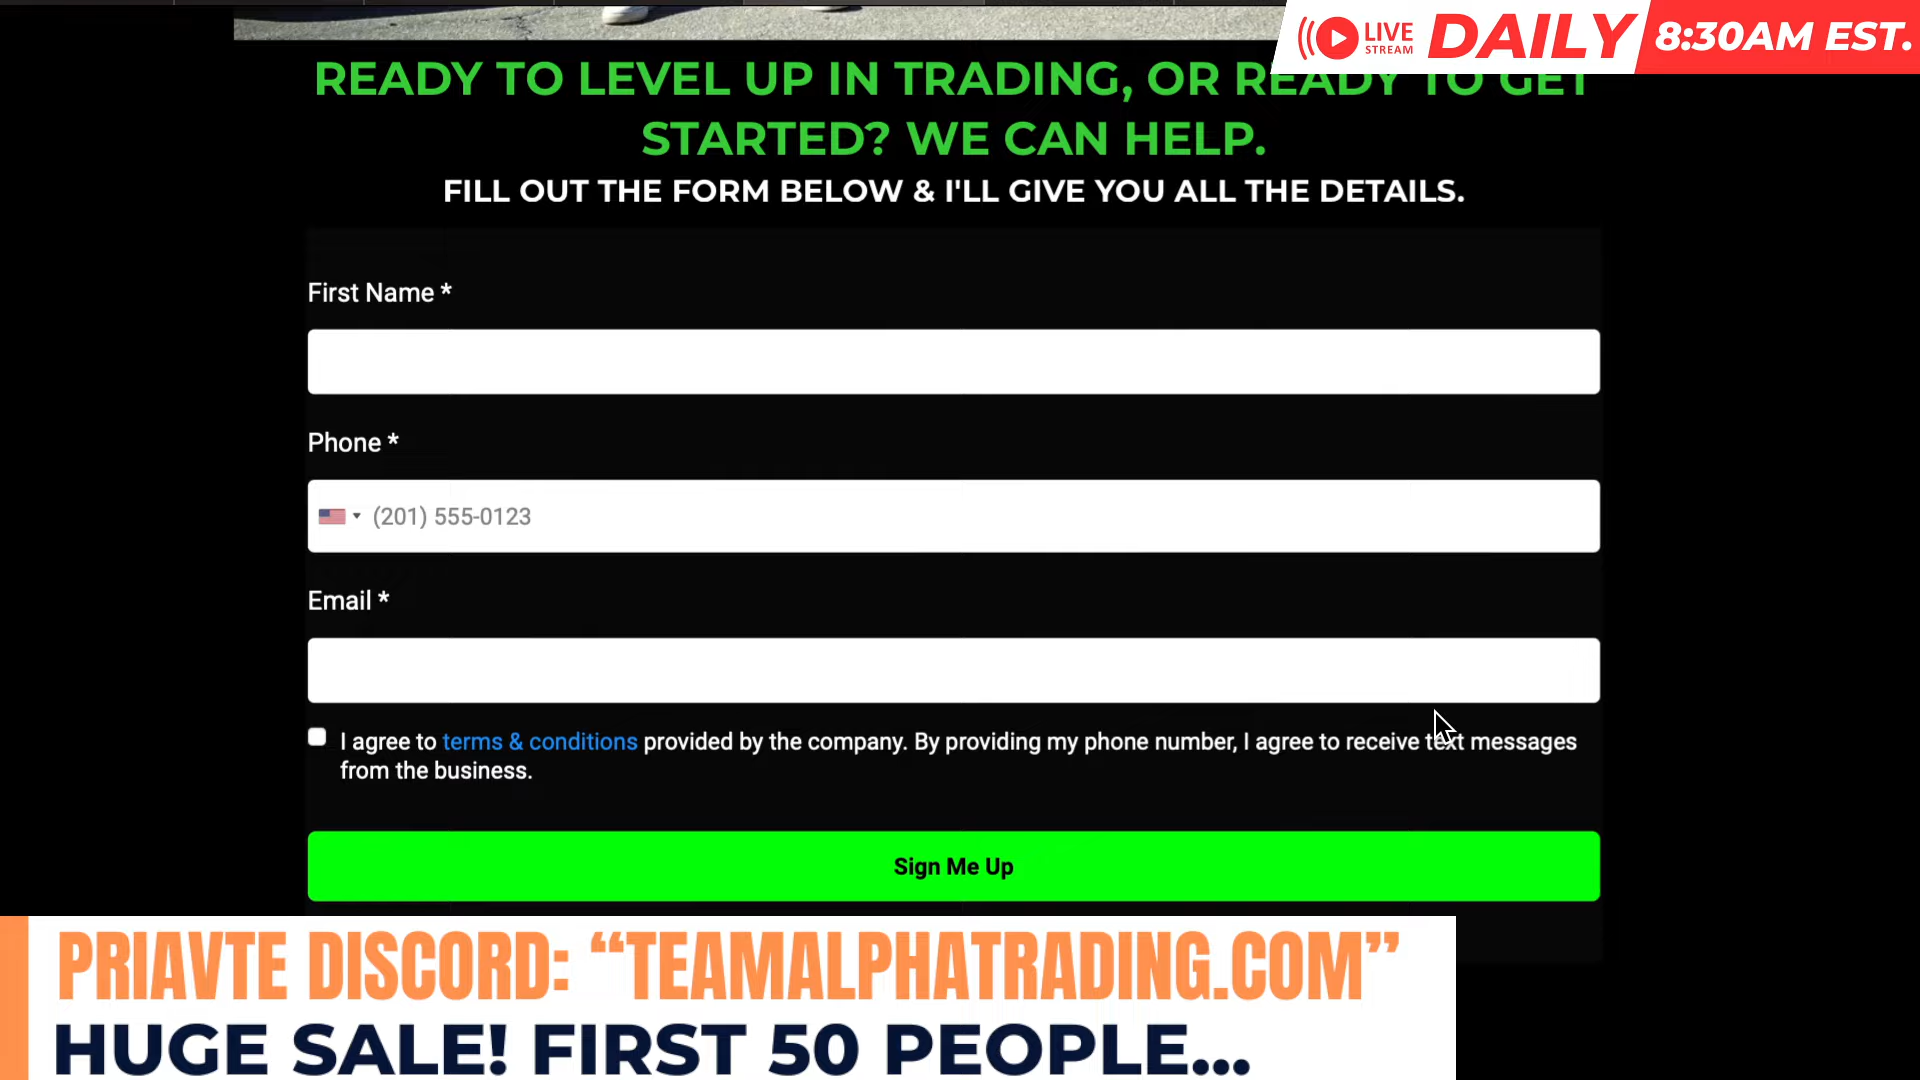 LIVE
STREAM
DAILY
8:30AM EST.
READY TO LEVEL UP IN TRADING, OR READY TO GET
STARTED? WE CAN HELP.
FILL OUT THE FORM BELOW & I'LL GIVE YOU ALL THE DETAILS.
First Name *
Phone *
(201) 555-0123
Email *
I agree to terms & conditions provided by the company. By providing my phone number, I agree to receive text messages
from the business.
Sign Me Up
PRIAVTE DISCORD: “TEAMALPHATRADING.COM”
HUGE SALE! FIRST 50 PEOPLE...